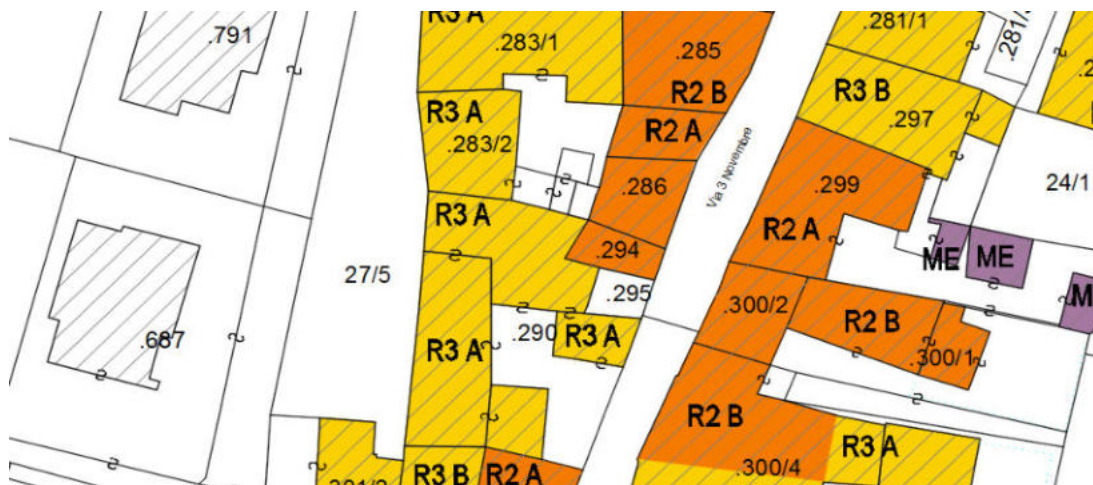 R3 A
.281/1
.791
.283/1
.285
R2 B
R3 B
.297
R3 A
.283/2
R2 A
Via 3 Novembre
.286
.299
24/1
R3 A
.294
R2 A
ME
ME
27/5
.295
.300/2
.290
R3 A
R2 B
.687
R3 A
.300/1
R2 B
R3 A
.300/4
R3 B
R2 A